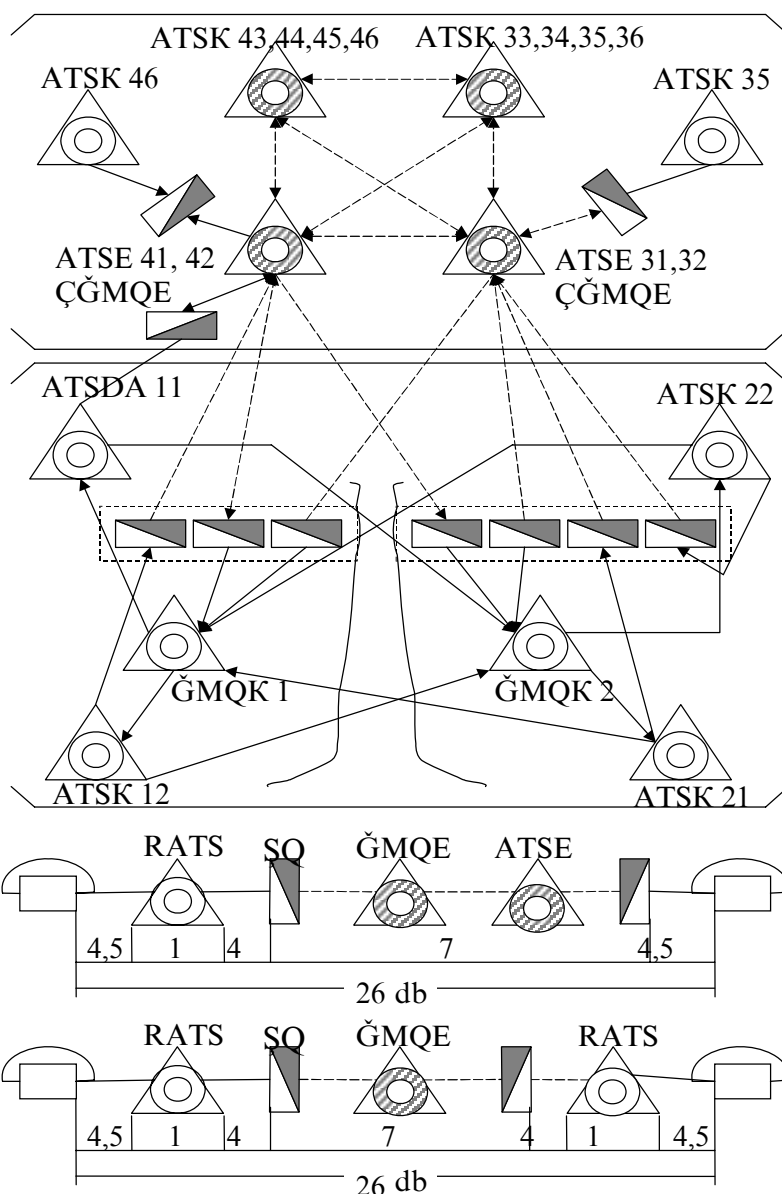 ATSK 43,44,45,46 ATSK 33,34,35,36
ATSK 46 ATSK 35
ATSE 41, 42 ATSE 31,32
ÇĞMQE ÇĞMQE
ATSDA 11 ATSK 22
ĞMQK 1 ĞMQK 2
ATSK 12 ATSK 21
RATS SQ ĞMQE ATSE
4,5 1 4 7 4,5
26 db
RATS SQ ĞMQE RATS
4,5 1 4 7 4 1 4,5
26 db